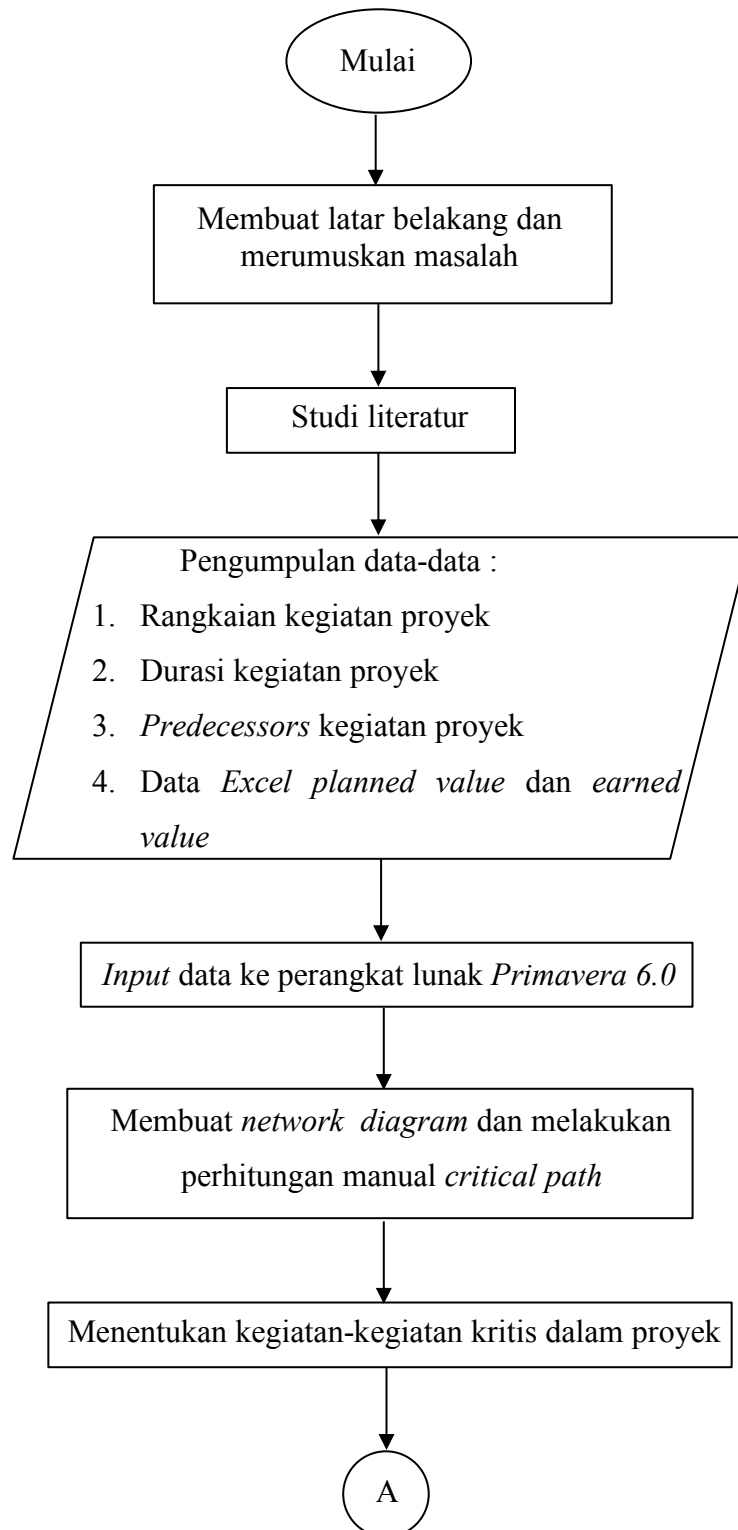 Mulai
Membuat latar belakang dan
merumuskan masalah
Studi literatur
Pengumpulan data-data :
1. Rangkaian kegiatan proyek
2. Durasi kegiatan proyek
3. Predecessors kegiatan proyek
4. Data Excel planned value dan earned
value
Input data ke perangkat lunak Primavera 6.0
Membuat network diagram dan melakukan
perhitungan manual critical path
Menentukan kegiatan-kegiatan kritis dalam proyek
A